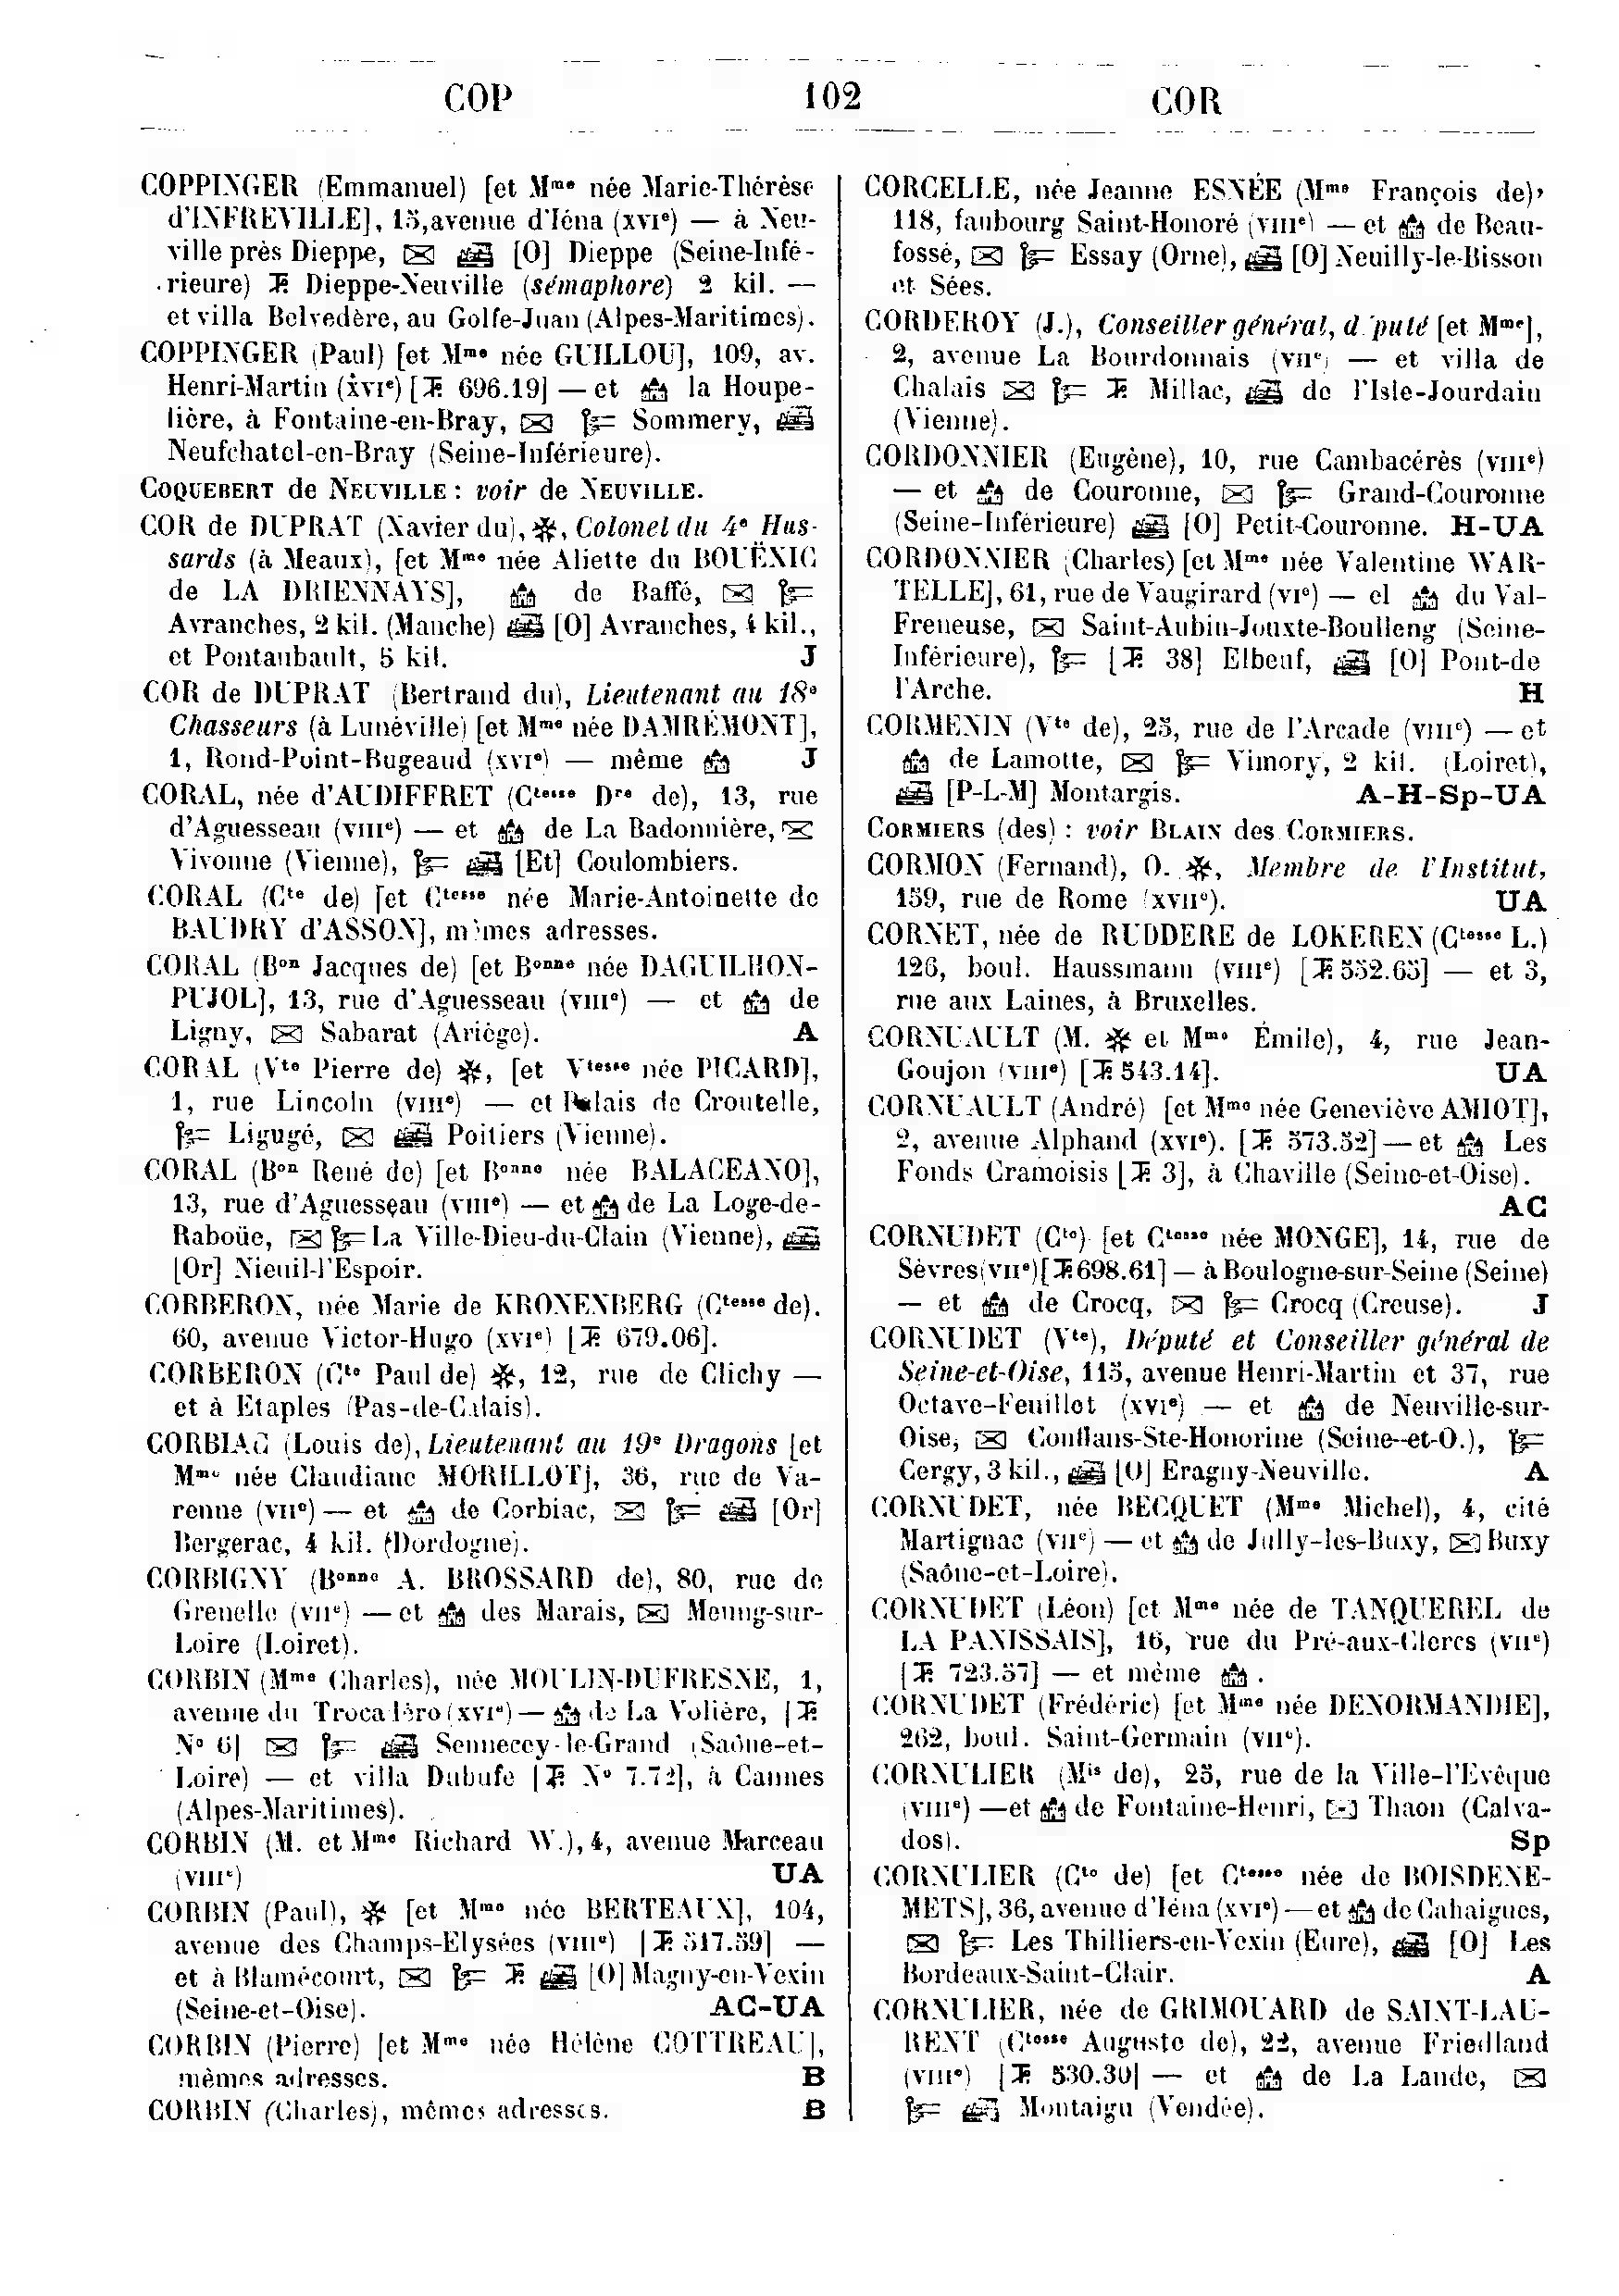 COP 102 COR
COPPINGER (Emmanuel) [et Mme née Marie-Thérèse
d'INFREVILLE], 15, avenue d'Iéna (XVIe) — à Neu-
ville près Dieppe, [O] Dieppe (Seine-Infé-
rieure) T. Dieppe-Neuville (sémaphore) 2 kil. —
et villa Belvedère, au Golfe-Juan (Alpes-Maritimes).
COPPINGER (Paul) [et Mme née GUILLOU], 109, av.
Henri-Martin (XVIe) [T. 696.19] — et la Houpe-
lière, à Fontaine-en-Bray, Sommery,
Neufchatel-en-Bray (Seine-Inférieure).
COQUEBERT de NEUVILLE : voir de NEUVILLE.
COR de DUPRAT (Xavier du), ✻, Colonel du 4e Hus-
sards (à Meaux), [et Mme née Aliette du BOUËXIC
de LA DRIENNAYS], de Baffé,
Avranches, 2 kil. (Manche) [O] Avranches, 4 kil.,
et Pontaubault, 5 kil. J
COR de DUPRAT (Bertrand du), Lieutenant au 18e
Chasseurs (à Lunéville) [et Mme née DAMRÉMONT],
1, Rond-Point-Bugeaud (XVIe) — même J
CORAL, née d'AUDIFFRET (Ctesse Dre de), 13, rue
d'Aguesseau (VIIIe) — et de La Badonnière,
Vivonne (Vienne), [Et] Coulombiers.
CORAL (Cte de) [et Ctesse née Marie-Antoinette de
BAUDRY d'ASSON], mêmes adresses.
CORAL (Bon Jacques de) [et Bonne née DAGUILHON-
PUJOL], 13, rue d'Aguesseau (VIIIe) — et de
Ligny, Sabarat (Ariège). A
CORAL (Vte Pierre de) ✻, [et Vtesse née PICARD],
1, rue Lincoln (VIIIe) — et Palais de Croutelle,
Ligugé, Poitiers (Vienne).
CORAL (Bon René de) [et Bonne née BALACEANO],
13, rue d'Aguesseau (VIIIe) — et de La Loge-de-
Raboüe, La Ville-Dieu-du-Clain (Vienne),
[Or] Nieuil-l'Espoir.
CORBERON, née Marie de KRONENBERG (Ctesse de).
60, avenue Victor-Hugo (XVIe) [T. 679.06].
CORBERON (Cte Paul de) ✻, 12, rue de Clichy —
et à Etaples (Pas-de-Calais).
CORBIAC (Louis de), Lieutenant au 19e Dragons [et
Mme née Claudiane MORILLOT], 36, rue de Va-
renne (VIIe) — et de Corbiac, [Or]
Bergerac, 4 kil. (Dordogne).
CORBIGNY (Bonne A. BROSSARD de), 80, rue de
Grenelle (VIIe) — et des Marais, Meung-sur-
Loire (Loiret).
CORBIN (Mme Charles), née MOULIN-DUFRESNE, 1,
avenue du Trocadéro (XVIe) — de La Volière, [T.
No 6] Sennecey-le-Grand (Saône-et-
Loire) — et villa Dubufe [T. No 7.72], à Cannes
(Alpes-Maritimes).
CORBIN (M. et Mme Richard W.), 4, avenue Marceau
(VIIIe) UA
CORBIN (Paul), ✻ [et Mme née BERTEAUX], 104,
avenue des Champs-Elysées (VIIIe) [T. 517.59] —
et à Blamécourt, T. [O] Magny-en-Vexin
(Seine-et-Oise). AC-UA
CORBIN (Pierre) [et Mme née Hélène COTTREAU],
mêmes adresses. B
CORBIN (Charles), mêmes adresses. B
CORCELLE, née Jeanne ESNÉE (Mme François de),
118, faubourg Saint-Honoré (VIIIe) — et de Beau-
fossé, Essay (Orne), [O] Neuilly-le-Bisson
et Sées.
CORDEROY (J.), Conseiller général, député [et Mme],
2, avenue La Bourdonnais (VIIe) — et villa de
Chalais T. Millac, de l'Isle-Jourdain
(Vienne).
CORDONNIER (Eugène), 10, rue Cambacérès (VIIIe)
— et de Couronne, Grand-Couronne
(Seine-Inférieure) [O] Petit-Couronne. H-UA
CORDONNIER (Charles) [et Mme née Valentine WAR-
TELLE], 61, rue de Vaugirard (VIe) — et du Val-
Freneuse, Saint-Aubin-Jouxte-Boulleng (Seine-
Inférieure), [T. 38] Elbeuf, [O] Pont-de
l'Arche. H
CORMENIN (Vte de), 25, rue de l'Arcade (VIIIe) — et
de Lamotte, Vimory, 2 kil. (Loiret),
[P-L-M] Montargis. A-H-Sp-UA
CORMIERS (des) : voir BLAIN des CORMIERS.
CORMON (Fernand), O. ✻, Membre de l'Institut,
159, rue de Rome (XVIIe). UA
CORNET, née de RUDDERE de LOKEREN (Ctesse L.)
126, boul. Haussmann (VIIIe) [T. 552.65] — et 3,
rue aux Laines, à Bruxelles.
CORNUAULT (M. ✻ et Mme Émile), 4, rue Jean-
Goujon (VIIIe) [T. 543.14]. UA
CORNUAULT (André) [et Mme née Geneviève AMIOT],
2, avenue Alphand (XVIe). [T. 573.52] — et Les
Fonds Cramoisis [T. 3], à Chaville (Seine-et-Oise).
AC
CORNUDET (Cte) [et Ctesse née MONGE], 14, rue de
Sèvres (VIIe) [T. 698.61] — à Boulogne-sur-Seine (Seine)
— et de Crocq, Crocq (Creuse). J
CORNUDET (Vte), Député et Conseiller général de
Seine-et-Oise, 115, avenue Henri-Martin et 37, rue
Octave-Feuillet (XVIe) — et de Neuville-sur-
Oise, Conflans-Ste-Honorine (Seine-et-O.),
Cergy, 3 kil., [O] Eragny-Neuville. A
CORNUDET, née BECQUET (Mme Michel), 4, cité
Martignac (VIIe) — et de Jully-les-Buxy, Buxy
(Saône-et-Loire).
CORNUDET (Léon) [et Mme née de TANQUEREL de
LA PANISSAIS], 16, rue du Pré-aux-Clercs (VIIe)
[T. 723.57] — et même .
CORNUDET (Frédéric) [et Mme née DENORMANDIE],
262, boul. Saint-Germain (VIIe).
CORNULIER (Mis de), 25, rue de la Ville-l'Evêque
(VIIIe) — et de Fontaine-Henri, Thaon (Calva-
dos). Sp
CORNULIER (Cte de) [et Ctesse née de BOISDENE-
METS], 36, avenue d'Iéna (XVIe) — et de Cahaignes,
Les Thilliers-en-Vexin (Eure), [O] Les
Bordeaux-Saint-Clair. A
CORNULIER, née de GRIMOUARD de SAINT-LAU-
RENT (Ctesse Auguste de), 22, avenue Friedland
(VIIIe) [T. 530.30] — et de La Lande,
Montaigu (Vendée).